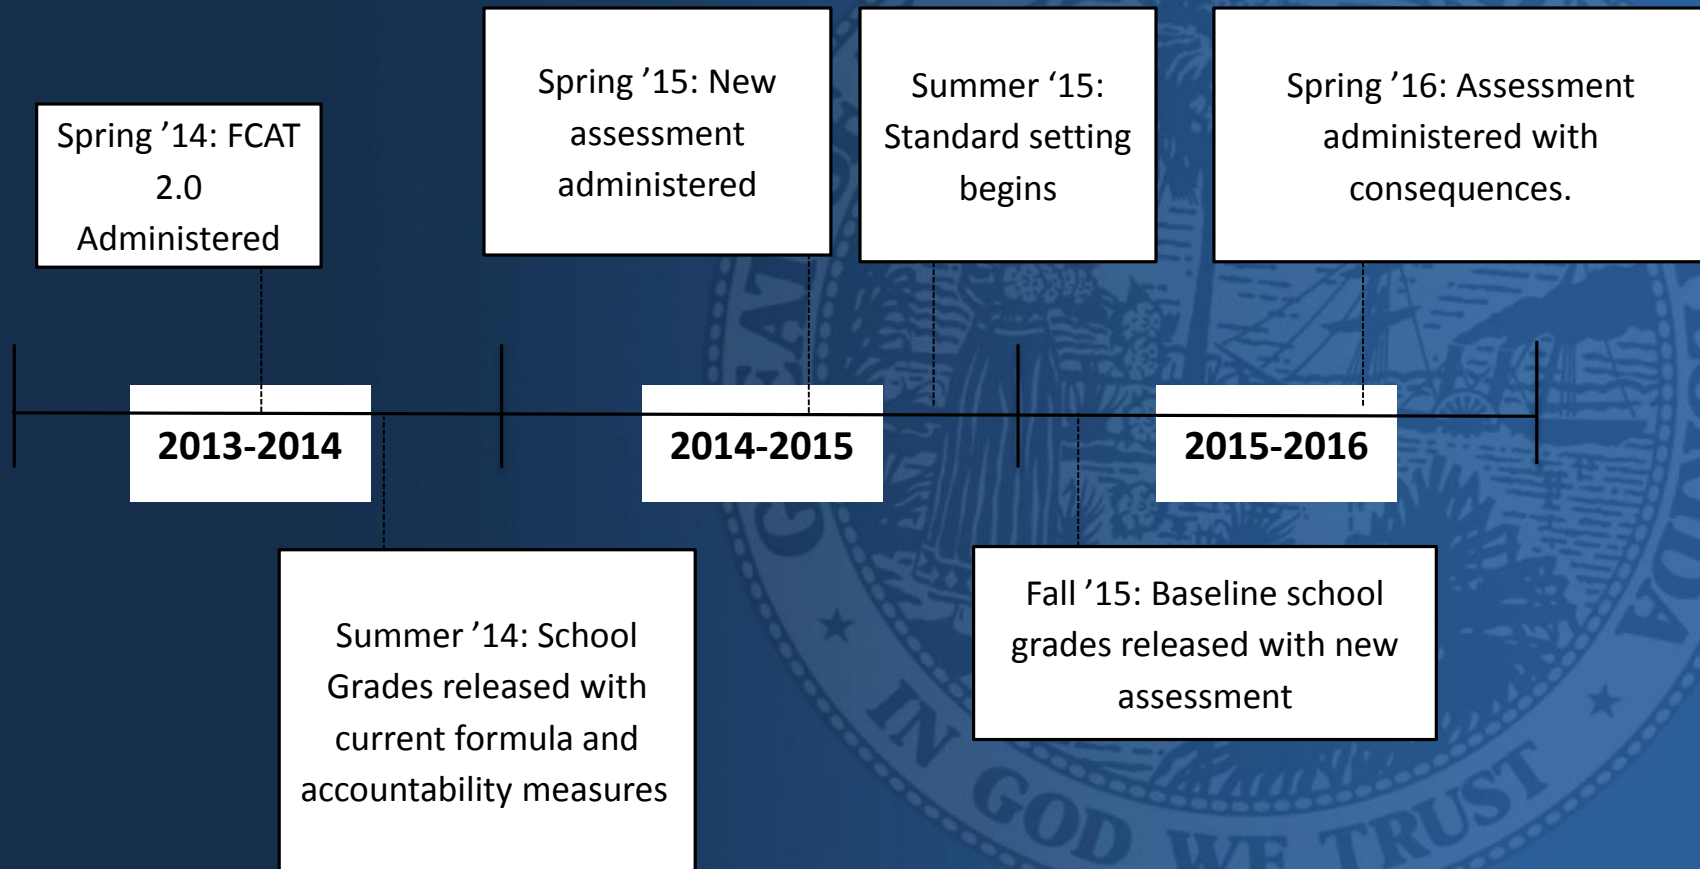 Spring ’14: FCAT
2.0
Administered
Spring ’15: New
assessment
administered
Summer ‘15:
Standard setting
begins
Spring ’16: Assessment
administered with
consequences.
2013-2014
2014-2015
2015-2016
Summer ’14: School
Grades released with
current formula and
accountability measures
Fall ’15: Baseline school
grades released with new
assessment
IN GOD WE TRUST